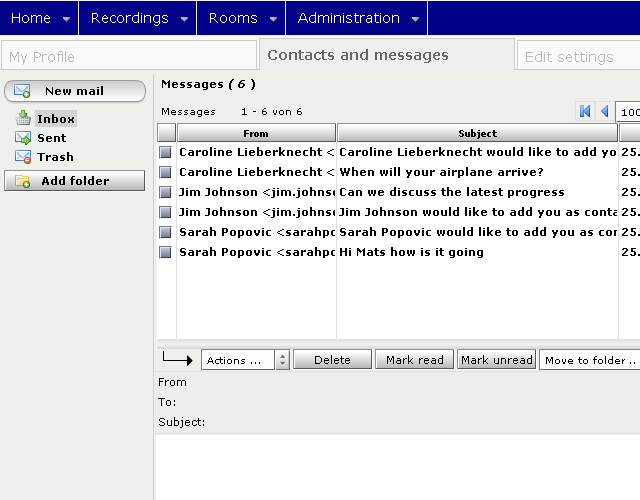 Home Recordings Rooms Administration
My Profile Contacts and messages Edit settings
New mail
Inbox
Sent
Trash
Add folder
Messages ( 6 )
Messages 1 - 6 von 6 100
From Subject
Caroline Lieberknecht < Caroline Lieberknecht would like to add yo 25.
Caroline Lieberknecht < When will your airplane arrive? 25.
Jim Johnson <jim.johnse Can we discuss the latest progress 25.
Jim Johnson <jim.johnse Jim Johnson would like to add you as conta 25.
Sarah Popovic <sarahpo Sarah Popovic would like to add you as con 25.
Sarah Popovic <sarahpo Hi Mats how is it going 25.
Actions ... Delete Mark read Mark unread Move to folder ..
From
To:
Subject: